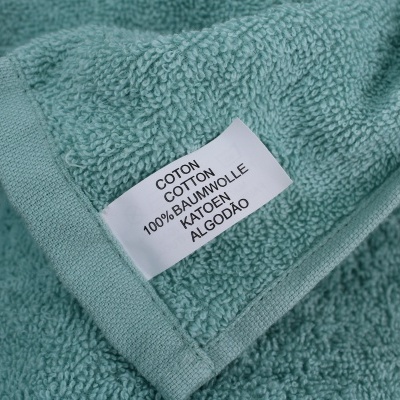 COTON
COTTON
100% BAUMWOLLE
KATOEN
ALGODÃO